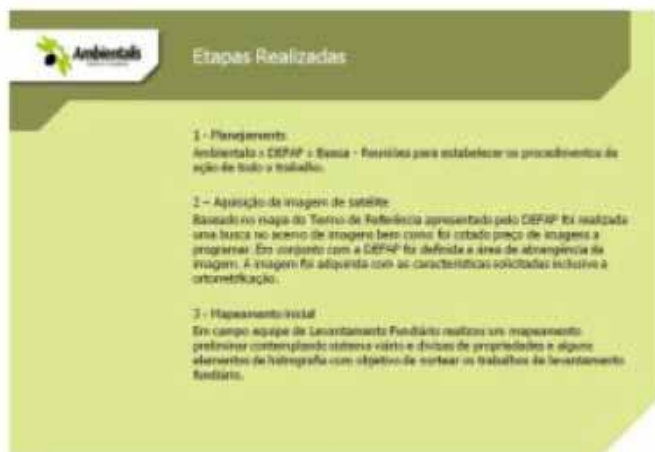 Ambientalis
Etapas Realizadas
1 - Planejamento
Ambientalis x DEPAP x - Reuniões para estabelecer os procedimentos de
ação de todo o trabalho.
2 – Aquisição da imagem de satélite
Baseado no mapa do Termo de Referência apresentado pelo DEPAP foi realizada
uma busca no acervo de imagens bem como foi cotado preço de imagens a
programar. Em conjunto com a DEPAP foi definida a área de abrangência da
imagem. A imagem foi adquirida com as características solicitadas inclusive a
ortorretificação.
3 - Mapeamento inicial
Em campo equipe de Levantamento Fundiário realizou um mapeamento
preliminar contemplando sistema viário e divisas de propriedades e alguns
elementos de hidrografia com objetivo de nortear os trabalhos de levantamento
fundiário.